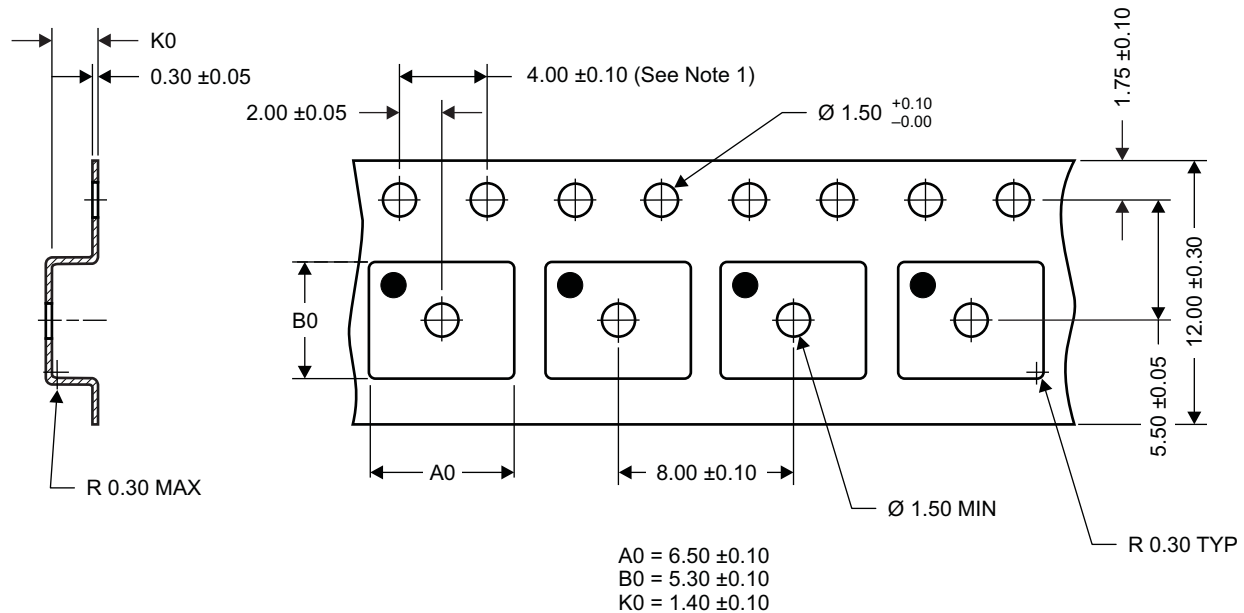 K0
0.30 ±0.05
4.00 ±0.10 (See Note 1)
2.00 ±0.05
Ø 1.50 +0.10 –0.00
1.75 ±0.10
12.00 ±0.30
5.50 ±0.05
B0
A0
8.00 ±0.10
R 0.30 MAX
Ø 1.50 MIN
R 0.30 TYP
A0 = 6.50 ±0.10
B0 = 5.30 ±0.10
K0 = 1.40 ±0.10